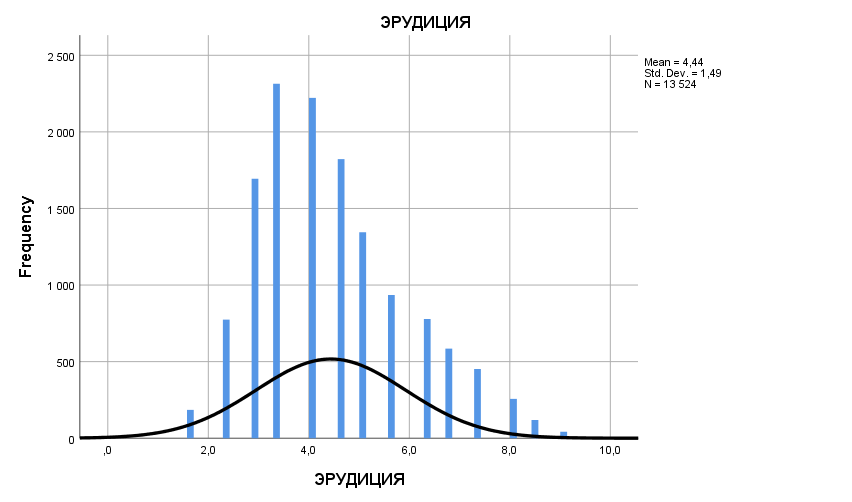 ЭРУДИЦИЯ
Mean = 4,44
Std. Dev. = 1,49
N = 13 524
Frequency
2 500
2 000
1 500
1 000
500
0
,0
2,0
4,0
6,0
8,0
10,0
ЭРУДИЦИЯ